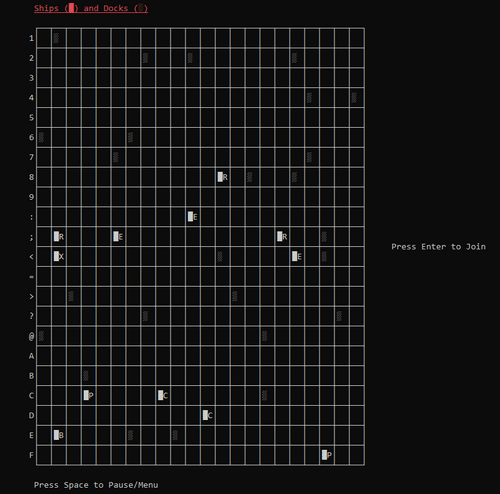 Ships (█) and Docks (▒)
1
2
3
4
5
6
7
8 █R
9
: █E
; █R █E █R
< █X █E
=
>
?
@
A
B
C █P █C
D █C
E █B
F █P
Press Enter to Join
Press Space to Pause/Menu